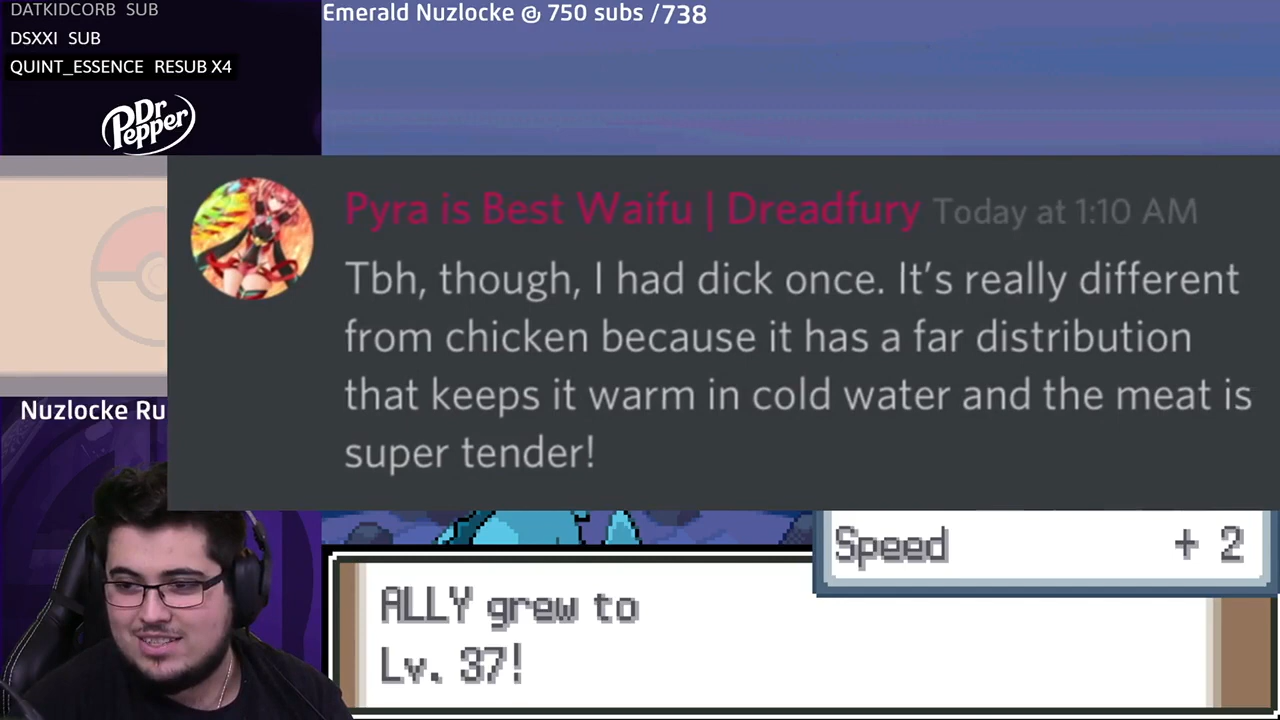 DATKIDCORB SUB
DSXXI SUB
QUINT_ESSENCE RESUB X4
Dr Pepper
Emerald Nuzlocke @ 750 subs /738
Pyra is Best Waifu | Dreadfury Today at 1:10 AM
Tbh, though, I had dick once. It’s really different
from chicken because it has a far distribution
that keeps it warm in cold water and the meat is
super tender!
Nuzlocke Ru
Speed + 2
ALLY grew to
Lv. 37!